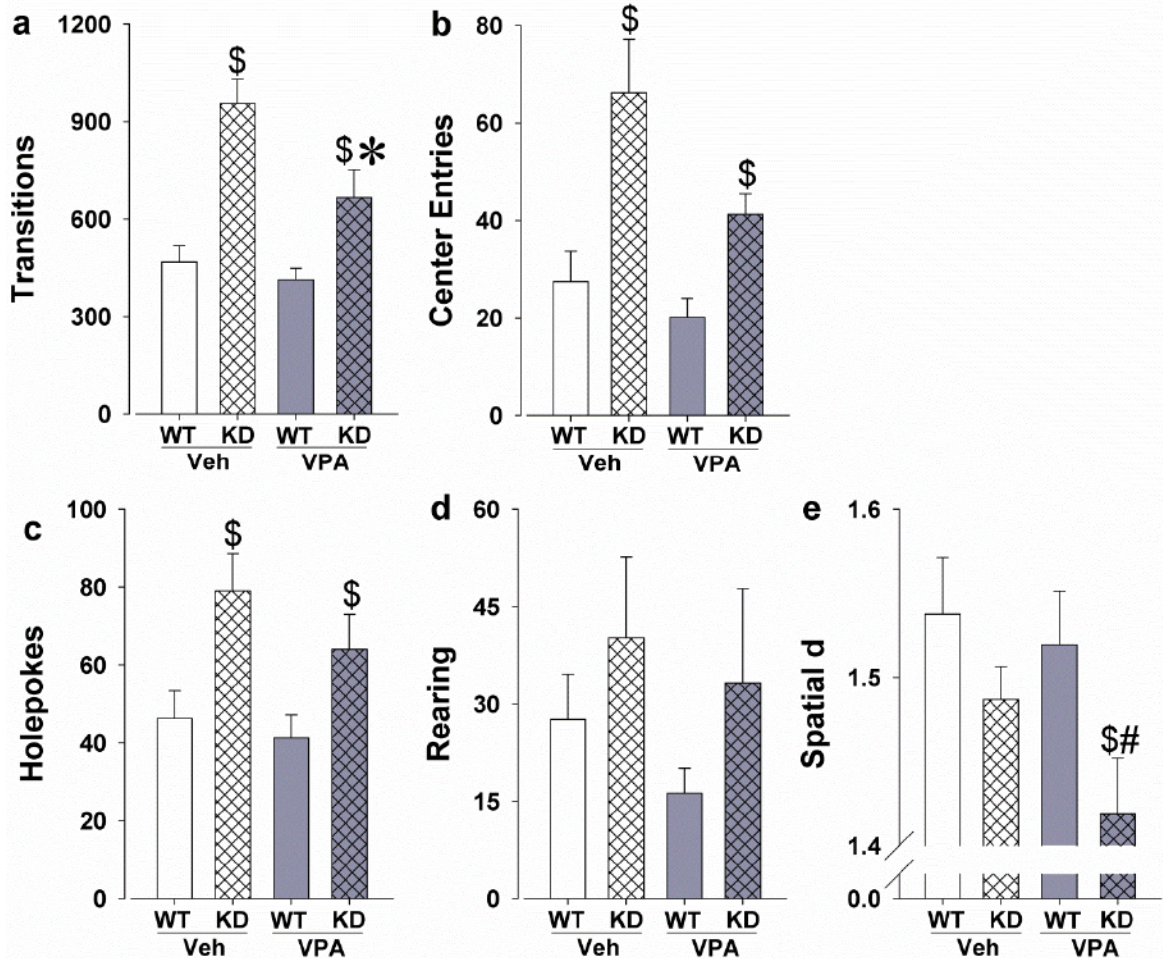 a
Transitions
1200
900
600
300
0
$
$*
WT KD WT KD
Veh VPA
b
Center Entries
80
60
40
20
0
$
$
WT KD WT KD
Veh VPA
c
Holepokes
100
80
60
40
20
0
$
$
WT KD WT KD
Veh VPA
d
Rearing
60
45
30
15
0
WT KD WT KD
Veh VPA
e
Spatial d
1.6
1.5
1.4
0.0
$#
WT KD WT KD
Veh VPA